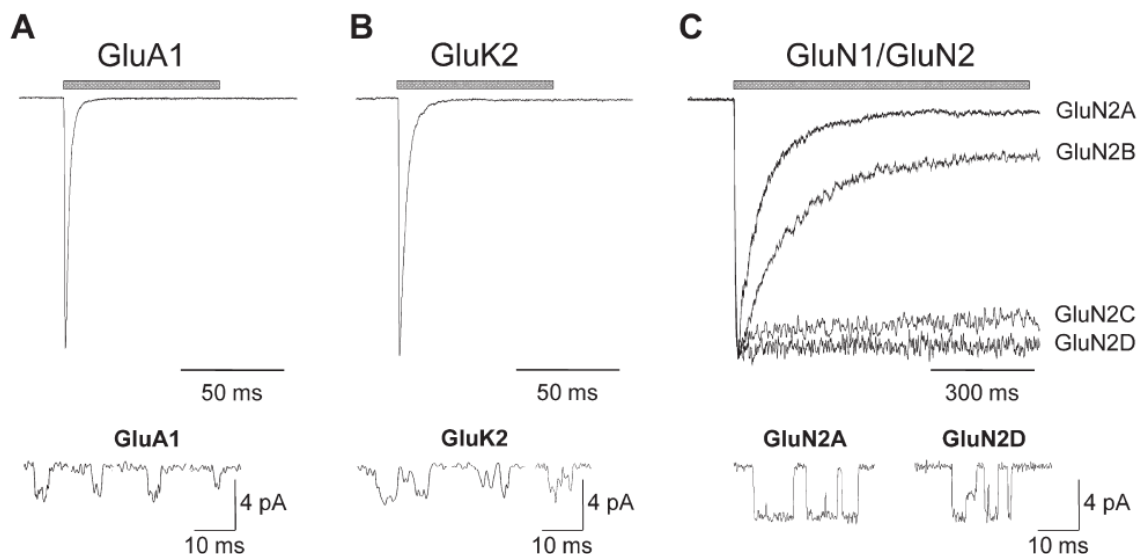 A
GluA1
50 ms
GluA1
4 pA
10 ms
B
GluK2
50 ms
GluK2
4 pA
10 ms
C
GluN1/GluN2
GluN2A
GluN2B
GluN2C
GluN2D
300 ms
GluN2A
GluN2D
4 pA
10 ms